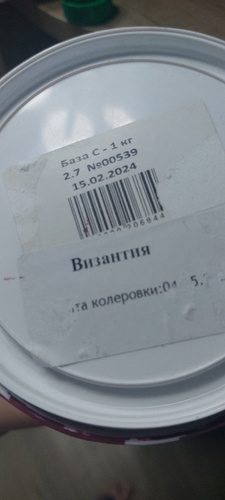 База С - 1 кг
2.7 №00539
15.02.2024
Византия
та колеровки:04